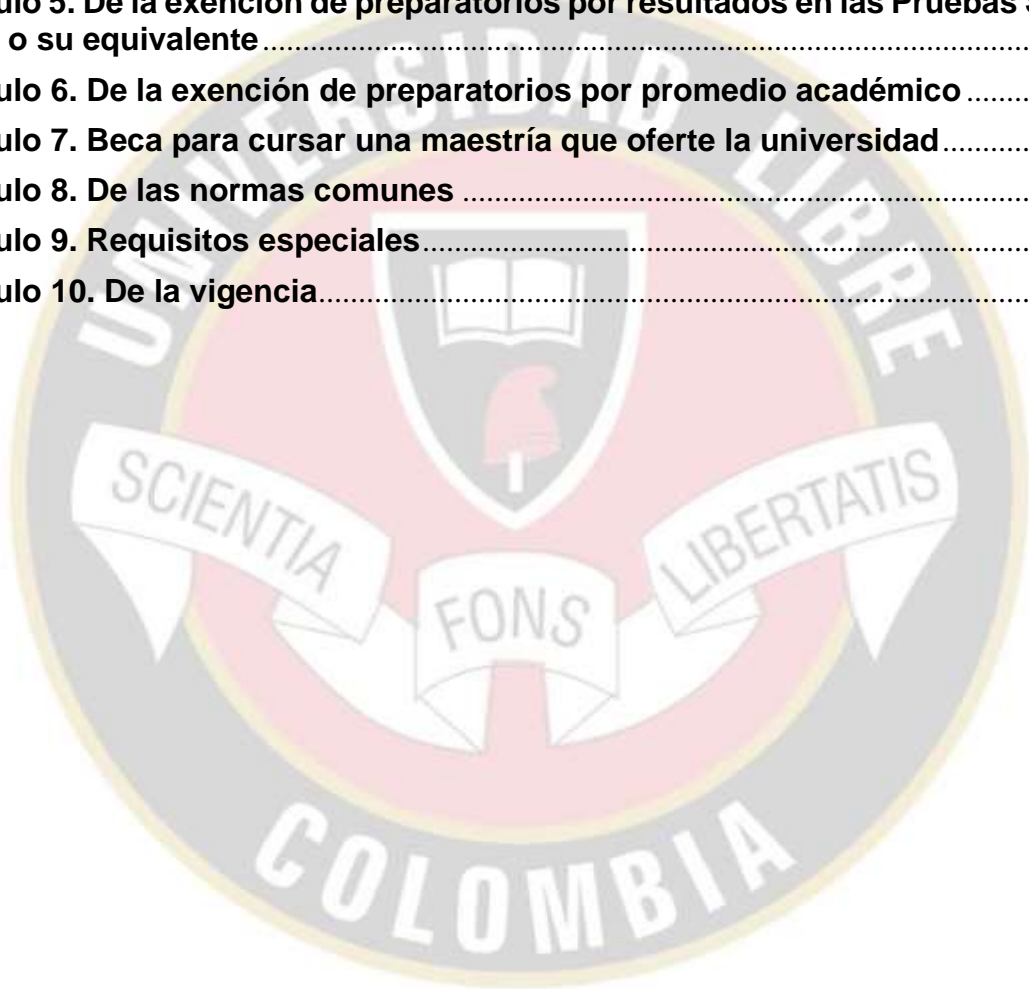 ulo 5. De la exención de preparatorios por resultados en las Pruebas
o su equivalente
ulo 6. De la exención de preparatorios por promedio académico
ulo 7. Beca para cursar una maestría que oferte la universidad
ulo 8. De las normas comunes
ulo 9. Requisitos especiales
ulo 10. De la vigencia
UNIVERSIDAD LIBRE
SCIENTIA
FONS
LIBERTATIS
COLOMBIA